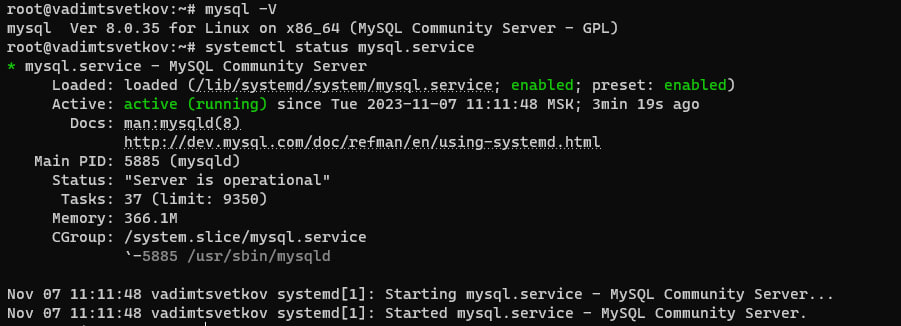 root@vadimtsvetkov:~# mysql -V
mysql  Ver 8.0.35 for Linux on x86_64 (MySQL Community Server - GPL)
root@vadimtsvetkov:~# systemctl status mysql.service
* mysql.service - MySQL Community Server
     Loaded: loaded (/lib/systemd/system/mysql.service; enabled; preset: enabled)
     Active: active (running) since Tue 2023-11-07 11:11:48 MSK; 3min 19s ago
       Docs: man:mysqld(8)
             http://dev.mysql.com/doc/refman/en/using-systemd.html
   Main PID: 5885 (mysqld)
     Status: "Server is operational"
      Tasks: 37 (limit: 9350)
     Memory: 366.1M
     CGroup: /system.slice/mysql.service
             `-5885 /usr/sbin/mysqld

Nov 07 11:11:48 vadimtsvetkov systemd[1]: Starting mysql.service - MySQL Community Server...
Nov 07 11:11:48 vadimtsvetkov systemd[1]: Started mysql.service - MySQL Community Server.